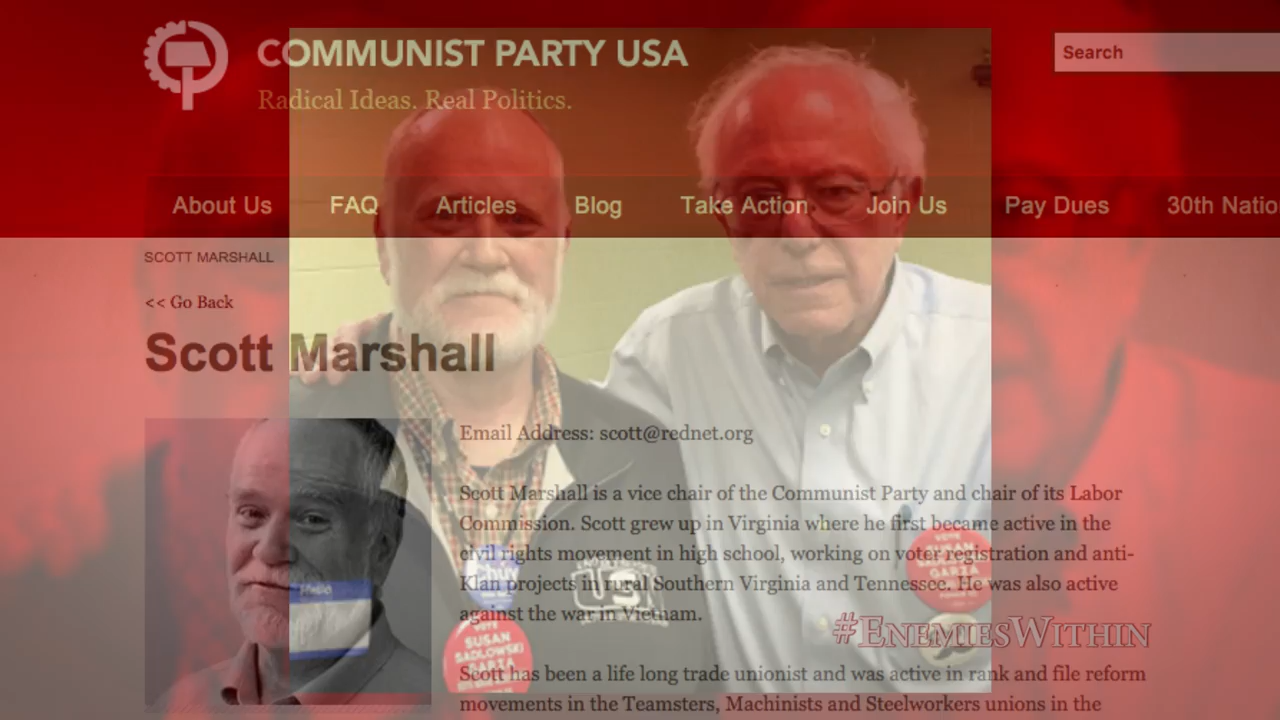 COMMUNIST PARTY USA
Search
Radical Ideas. Real Politics.
About Us FAQ Articles Blog Take Action Join Us Pay Dues 30th Natio
SCOTT MARSHALL
<< Go Back
Scott Marshall
Email Address: scott@rednet.org
Scott Marshall is a vice chair of the Communist Party and chair of its Labor
Commission. Scott grew up in Virginia where he first became active in the
civil rights movement in high school, working on voter registration and anti-
Klan projects in rural Southern Virginia and Tennessee. He was also active
against the war in Vietnam.
Scott has been a life long trade unionist and was active in rank and file reform
movements in the Teamsters, Machinists and Steelworkers unions in the
Hello
Chuy
VOTE
SUSAN
SADLOWSKI
GARZA
VOTE
GARZA
#ENEMIESWITHIN